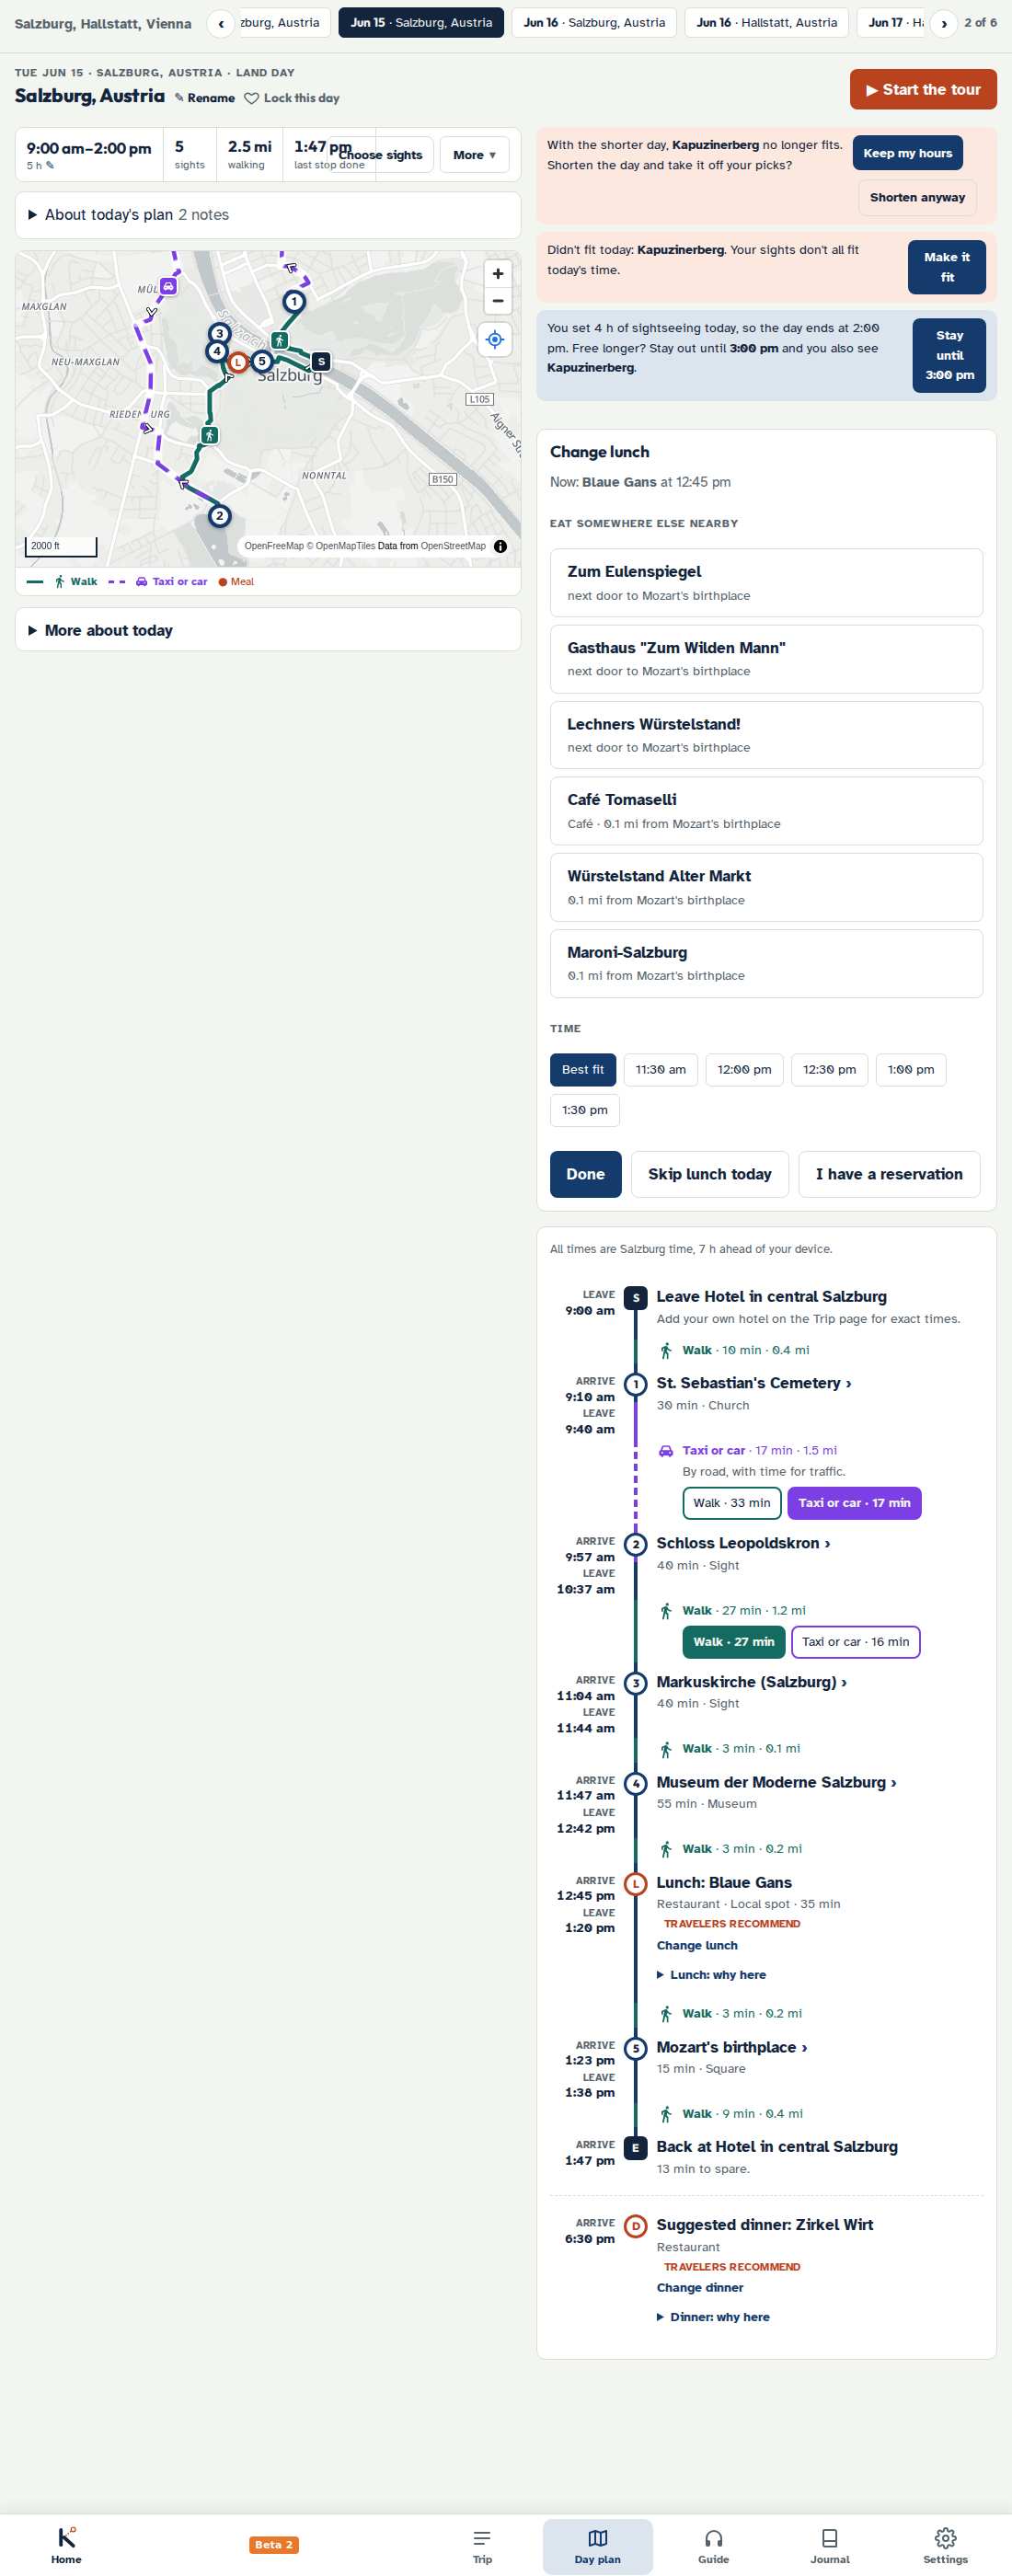 Salzburg, Hallstatt, Vienna
‹
zburg, Austria
Jun 15 · Salzburg, Austria
Jun 16 · Salzburg, Austria
Jun 16 · Hallstatt, Austria
Jun 17 · Ha
›
2 of 6
TUE JUN 15 · SALZBURG, AUSTRIA · LAND DAY
Salzburg, Austria ✎ Rename Lock this day
▶ Start the tour
9:00 am–2:00 pm
5 h ✎
5
sights
2.5 mi
walking
1:47 pm
last stop done
Choose sights
More ▼
▶ About today's plan 2 notes
MAXGLAN
MÜL
NEU-MAXGLAN
RIEDENBURG
Salzach
Salzburg
NONNTAL
L105
B150
Aigner Str
1
3
4
L
5
S
2
+
−
2000 ft
OpenFreeMap © OpenMapTiles Data from OpenStreetMap
Walk
Taxi or car
Meal
▶ More about today
With the shorter day, Kapuzinerberg no longer fits.
Shorten the day and take it off your picks?
Keep my hours
Shorten anyway
Didn't fit today: Kapuzinerberg. Your sights don't all fit
today's time.
Make it
fit
You set 4 h of sightseeing today, so the day ends at 2:00
pm. Free longer? Stay out until 3:00 pm and you also see
Kapuzinerberg.
Stay
until
3:00 pm
Change lunch
Now: Blaue Gans at 12:45 pm
EAT SOMEWHERE ELSE NEARBY
Zum Eulenspiegel
next door to Mozart's birthplace
Gasthaus "Zum Wilden Mann"
next door to Mozart's birthplace
Lechners Würstelstand!
next door to Mozart's birthplace
Café Tomaselli
Café · 0.1 mi from Mozart's birthplace
Würstelstand Alter Markt
0.1 mi from Mozart's birthplace
Maroni-Salzburg
0.1 mi from Mozart's birthplace
TIME
Best fit
11:30 am
12:00 pm
12:30 pm
1:00 pm
1:30 pm
Done
Skip lunch today
I have a reservation
All times are Salzburg time, 7 h ahead of your device.
LEAVE
9:00 am
S
Leave Hotel in central Salzburg
Add your own hotel on the Trip page for exact times.
Walk · 10 min · 0.4 mi
ARRIVE
9:10 am
LEAVE
9:40 am
1
St. Sebastian's Cemetery ›
30 min · Church
Taxi or car · 17 min · 1.5 mi
By road, with time for traffic.
Walk · 33 min
Taxi or car · 17 min
ARRIVE
9:57 am
LEAVE
10:37 am
2
Schloss Leopoldskron ›
40 min · Sight
Walk · 27 min · 1.2 mi
Walk · 27 min
Taxi or car · 16 min
ARRIVE
11:04 am
LEAVE
11:44 am
3
Markuskirche (Salzburg) ›
40 min · Sight
Walk · 3 min · 0.1 mi
ARRIVE
11:47 am
LEAVE
12:42 pm
4
Museum der Moderne Salzburg ›
55 min · Museum
Walk · 3 min · 0.2 mi
ARRIVE
12:45 pm
LEAVE
1:20 pm
L
Lunch: Blaue Gans
Restaurant · Local spot · 35 min
TRAVELERS RECOMMEND
Change lunch
▶ Lunch: why here
Walk · 3 min · 0.2 mi
ARRIVE
1:23 pm
LEAVE
1:38 pm
5
Mozart's birthplace ›
15 min · Square
Walk · 9 min · 0.4 mi
ARRIVE
1:47 pm
E
Back at Hotel in central Salzburg
13 min to spare.
ARRIVE
6:30 pm
D
Suggested dinner: Zirkel Wirt
Restaurant
TRAVELERS RECOMMEND
Change dinner
▶ Dinner: why here
Home
Beta 2
Trip
Day plan
Guide
Journal
Settings